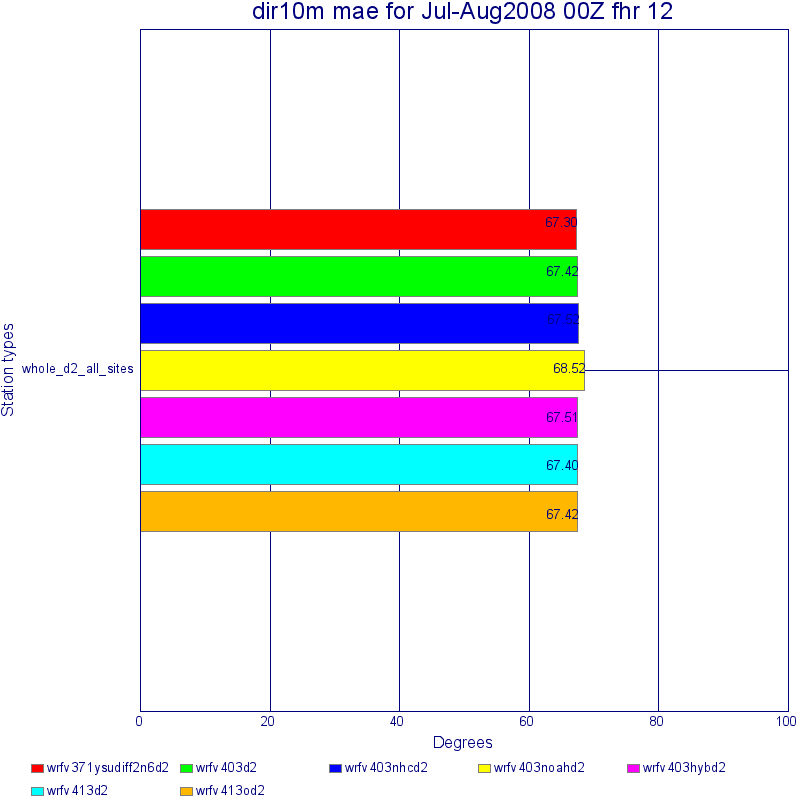 dir10m mae for Jul-Aug2008 00Z fhr 12
67.30
67.42
67.52
whole_d2_all_sites
68.52
67.51
67.40
67.42
Station types
0 20 40 60 80 100
Degrees
wrfv371ysudiff2n6d2 wrfv403d2 wrfv403nhcd2 wrfv403noahd2 wrfv403hybd2
wrfv413d2 wrfv413od2